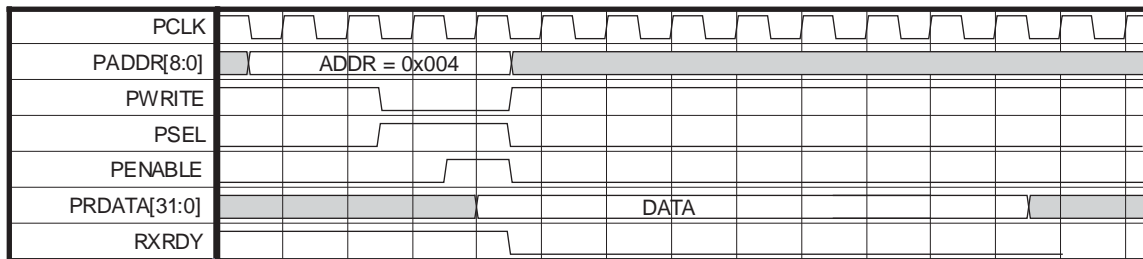 PCLK
PADDR[8:0] ADDR = 0x004
PWRITE
PSEL
PENABLE
PRDATA[31:0] DATA
RXRDY